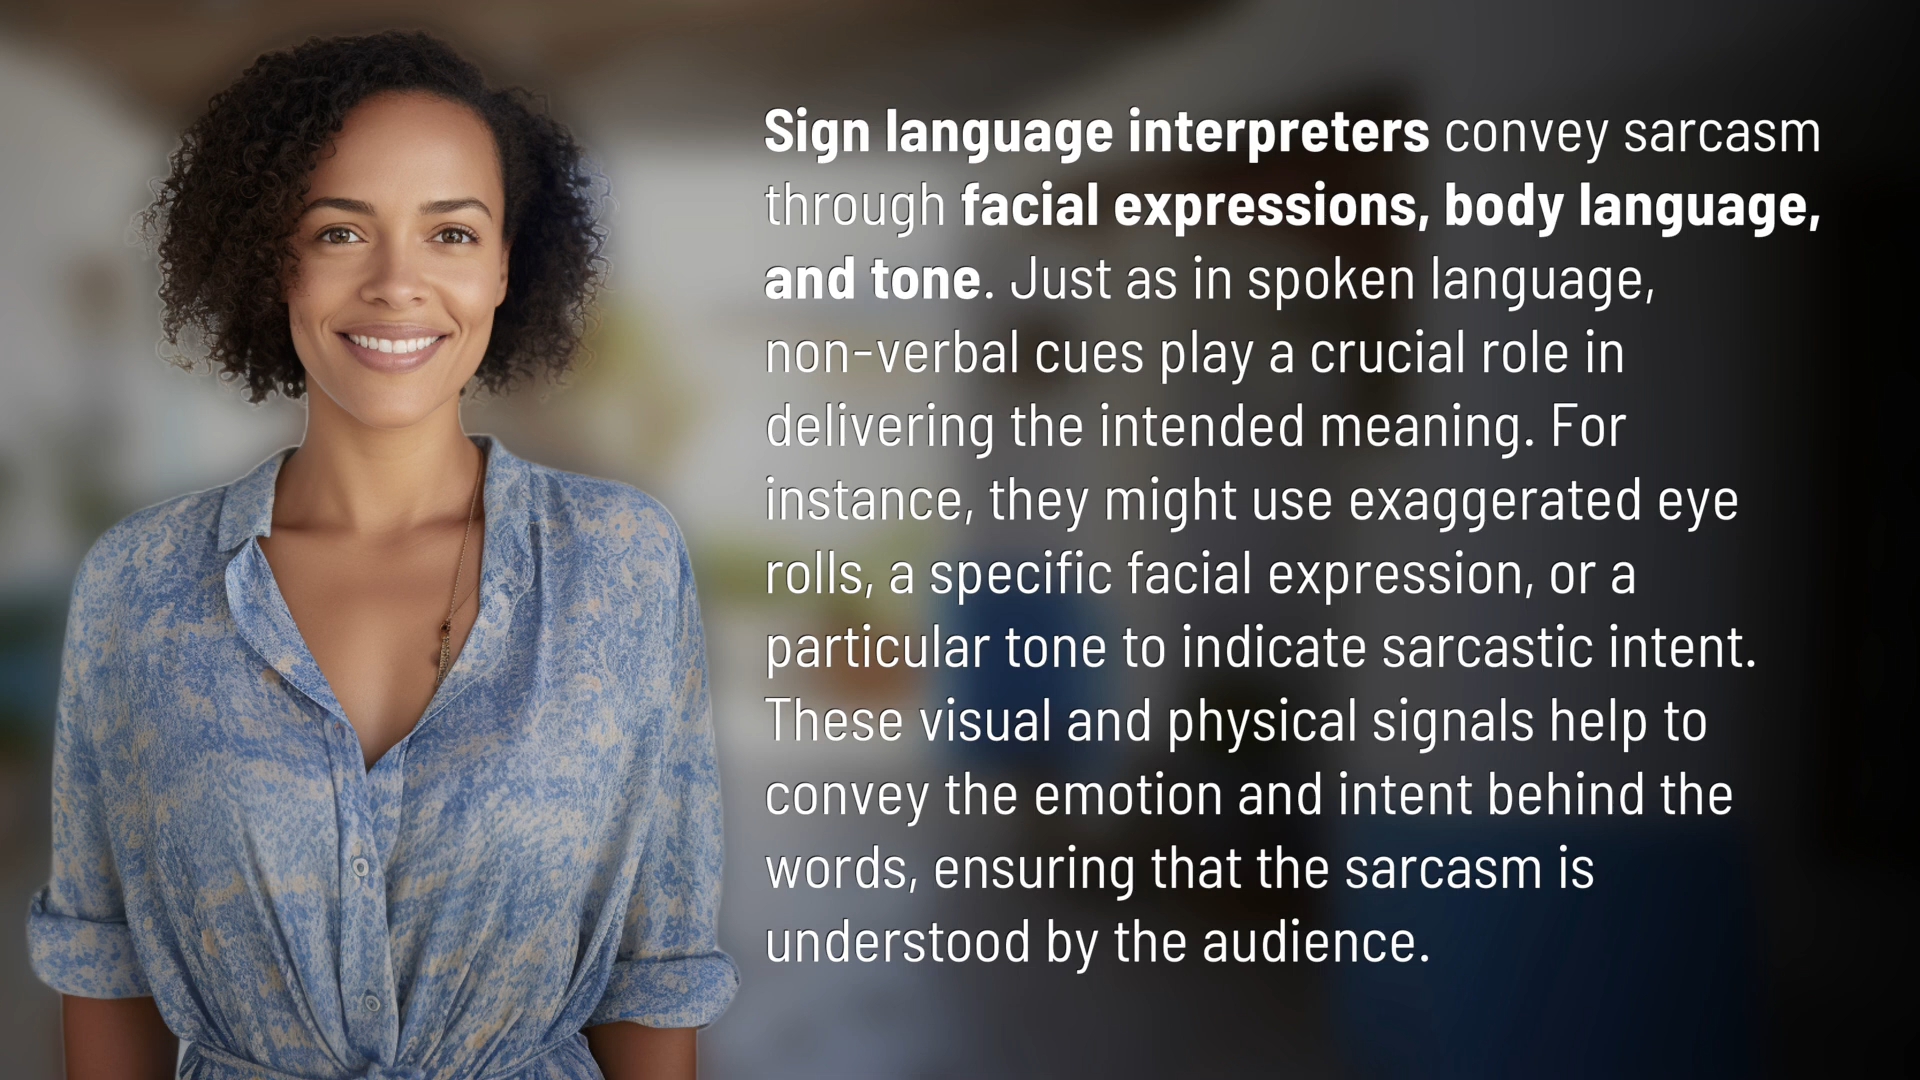 Sign language interpreters convey sarcasm
through facial expressions, body language,
and tone. Just as in spoken language,
non-verbal cues play a crucial role in
delivering the intended meaning. For
instance, they might use exaggerated eye
rolls, a specific facial expression, or a
particular tone to indicate sarcastic intent.
These visual and physical signals help to
convey the emotion and intent behind the
words, ensuring that the sarcasm is
understood by the audience.